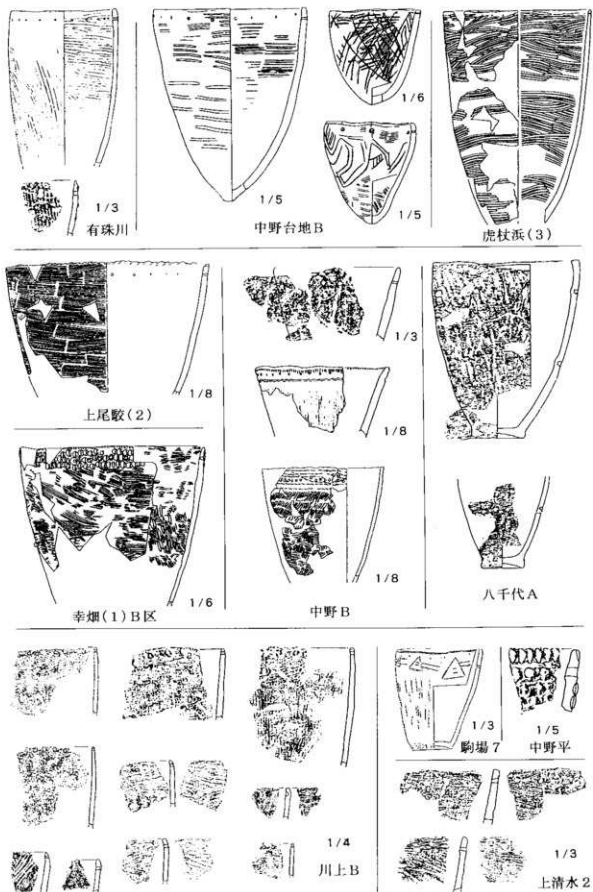 1/3
有珠川
1/5
中野台地B
1/6
1/5
虎杖浜(3)
1/8
上尾駮(2)
1/6
幸畑(1)B区
1/3
1/8
1/8
中野B
八千代A
1/4
川上B
1/3
駒場7
1/5
中野平
1/3
上清水2